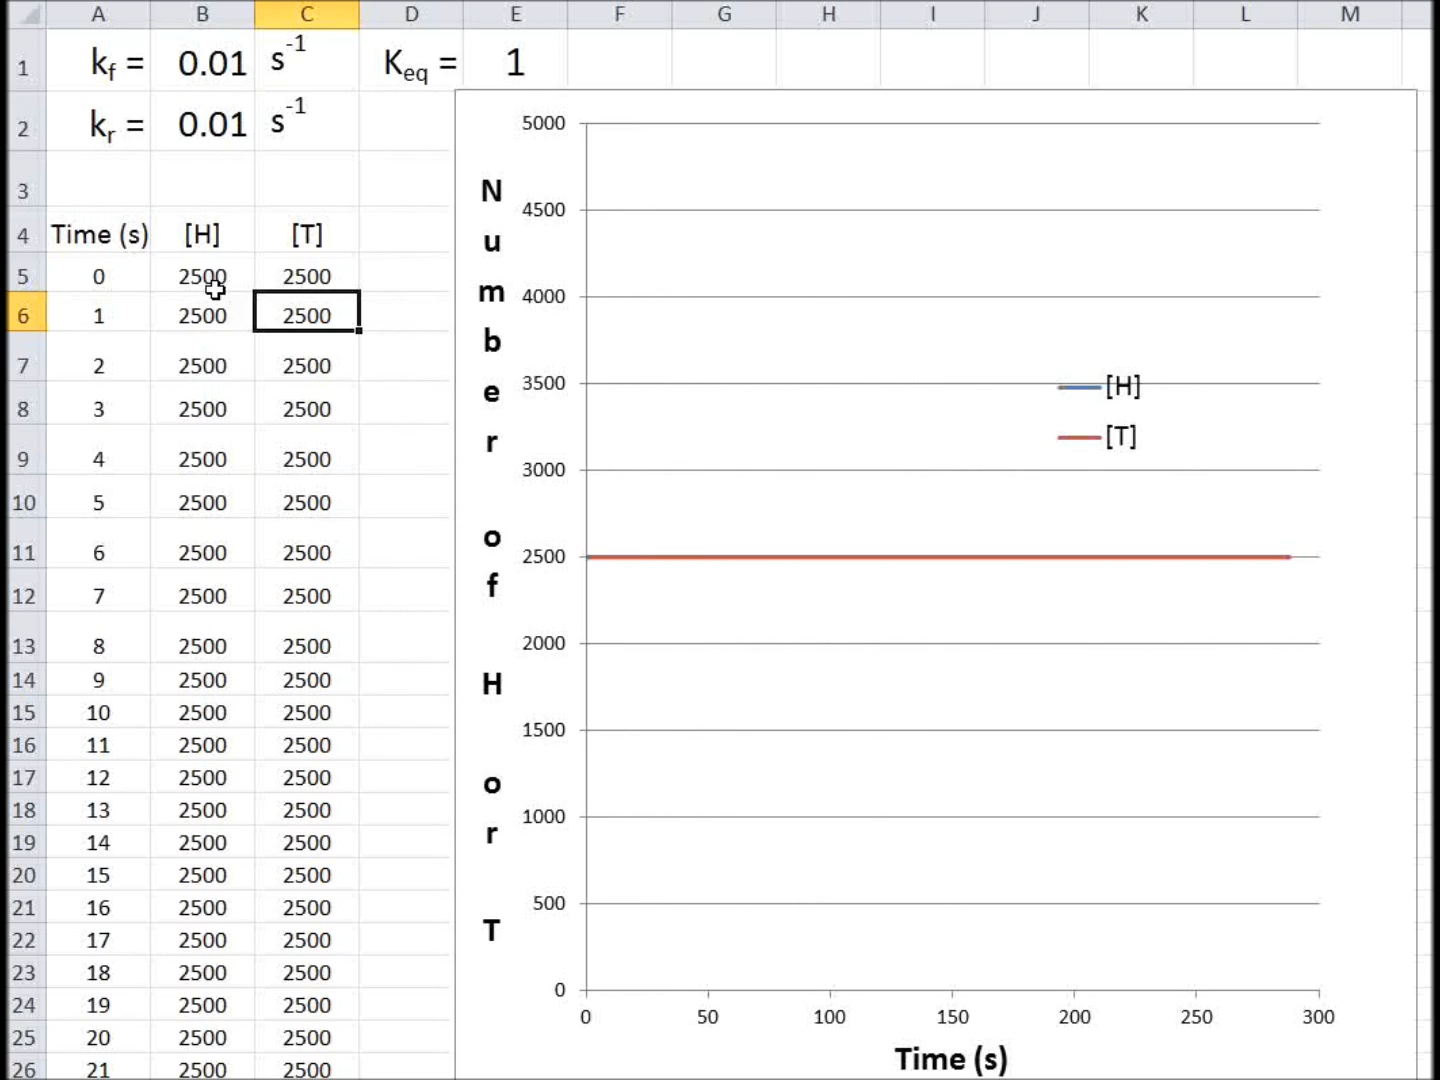 A B C D E F G H I J K L M
1 kf = 0.01 s-1 Keq = 1
2 kr = 0.01 s-1
3
4 Time (s) [H] [T]
5 0 2500 2500
6 1 2500 2500
7 2 2500 2500
8 3 2500 2500
9 4 2500 2500
10 5 2500 2500
11 6 2500 2500
12 7 2500 2500
13 8 2500 2500
14 9 2500 2500
15 10 2500 2500
16 11 2500 2500
17 12 2500 2500
18 13 2500 2500
19 14 2500 2500
20 15 2500 2500
21 16 2500 2500
22 17 2500 2500
23 18 2500 2500
24 19 2500 2500
25 20 2500 2500
26 21 2500 2500
Number of H or T
5000
4500
4000
3500
3000
2500
2000
1500
1000
500
0
[H]
[T]
0 50 100 150 200 250 300
Time (s)